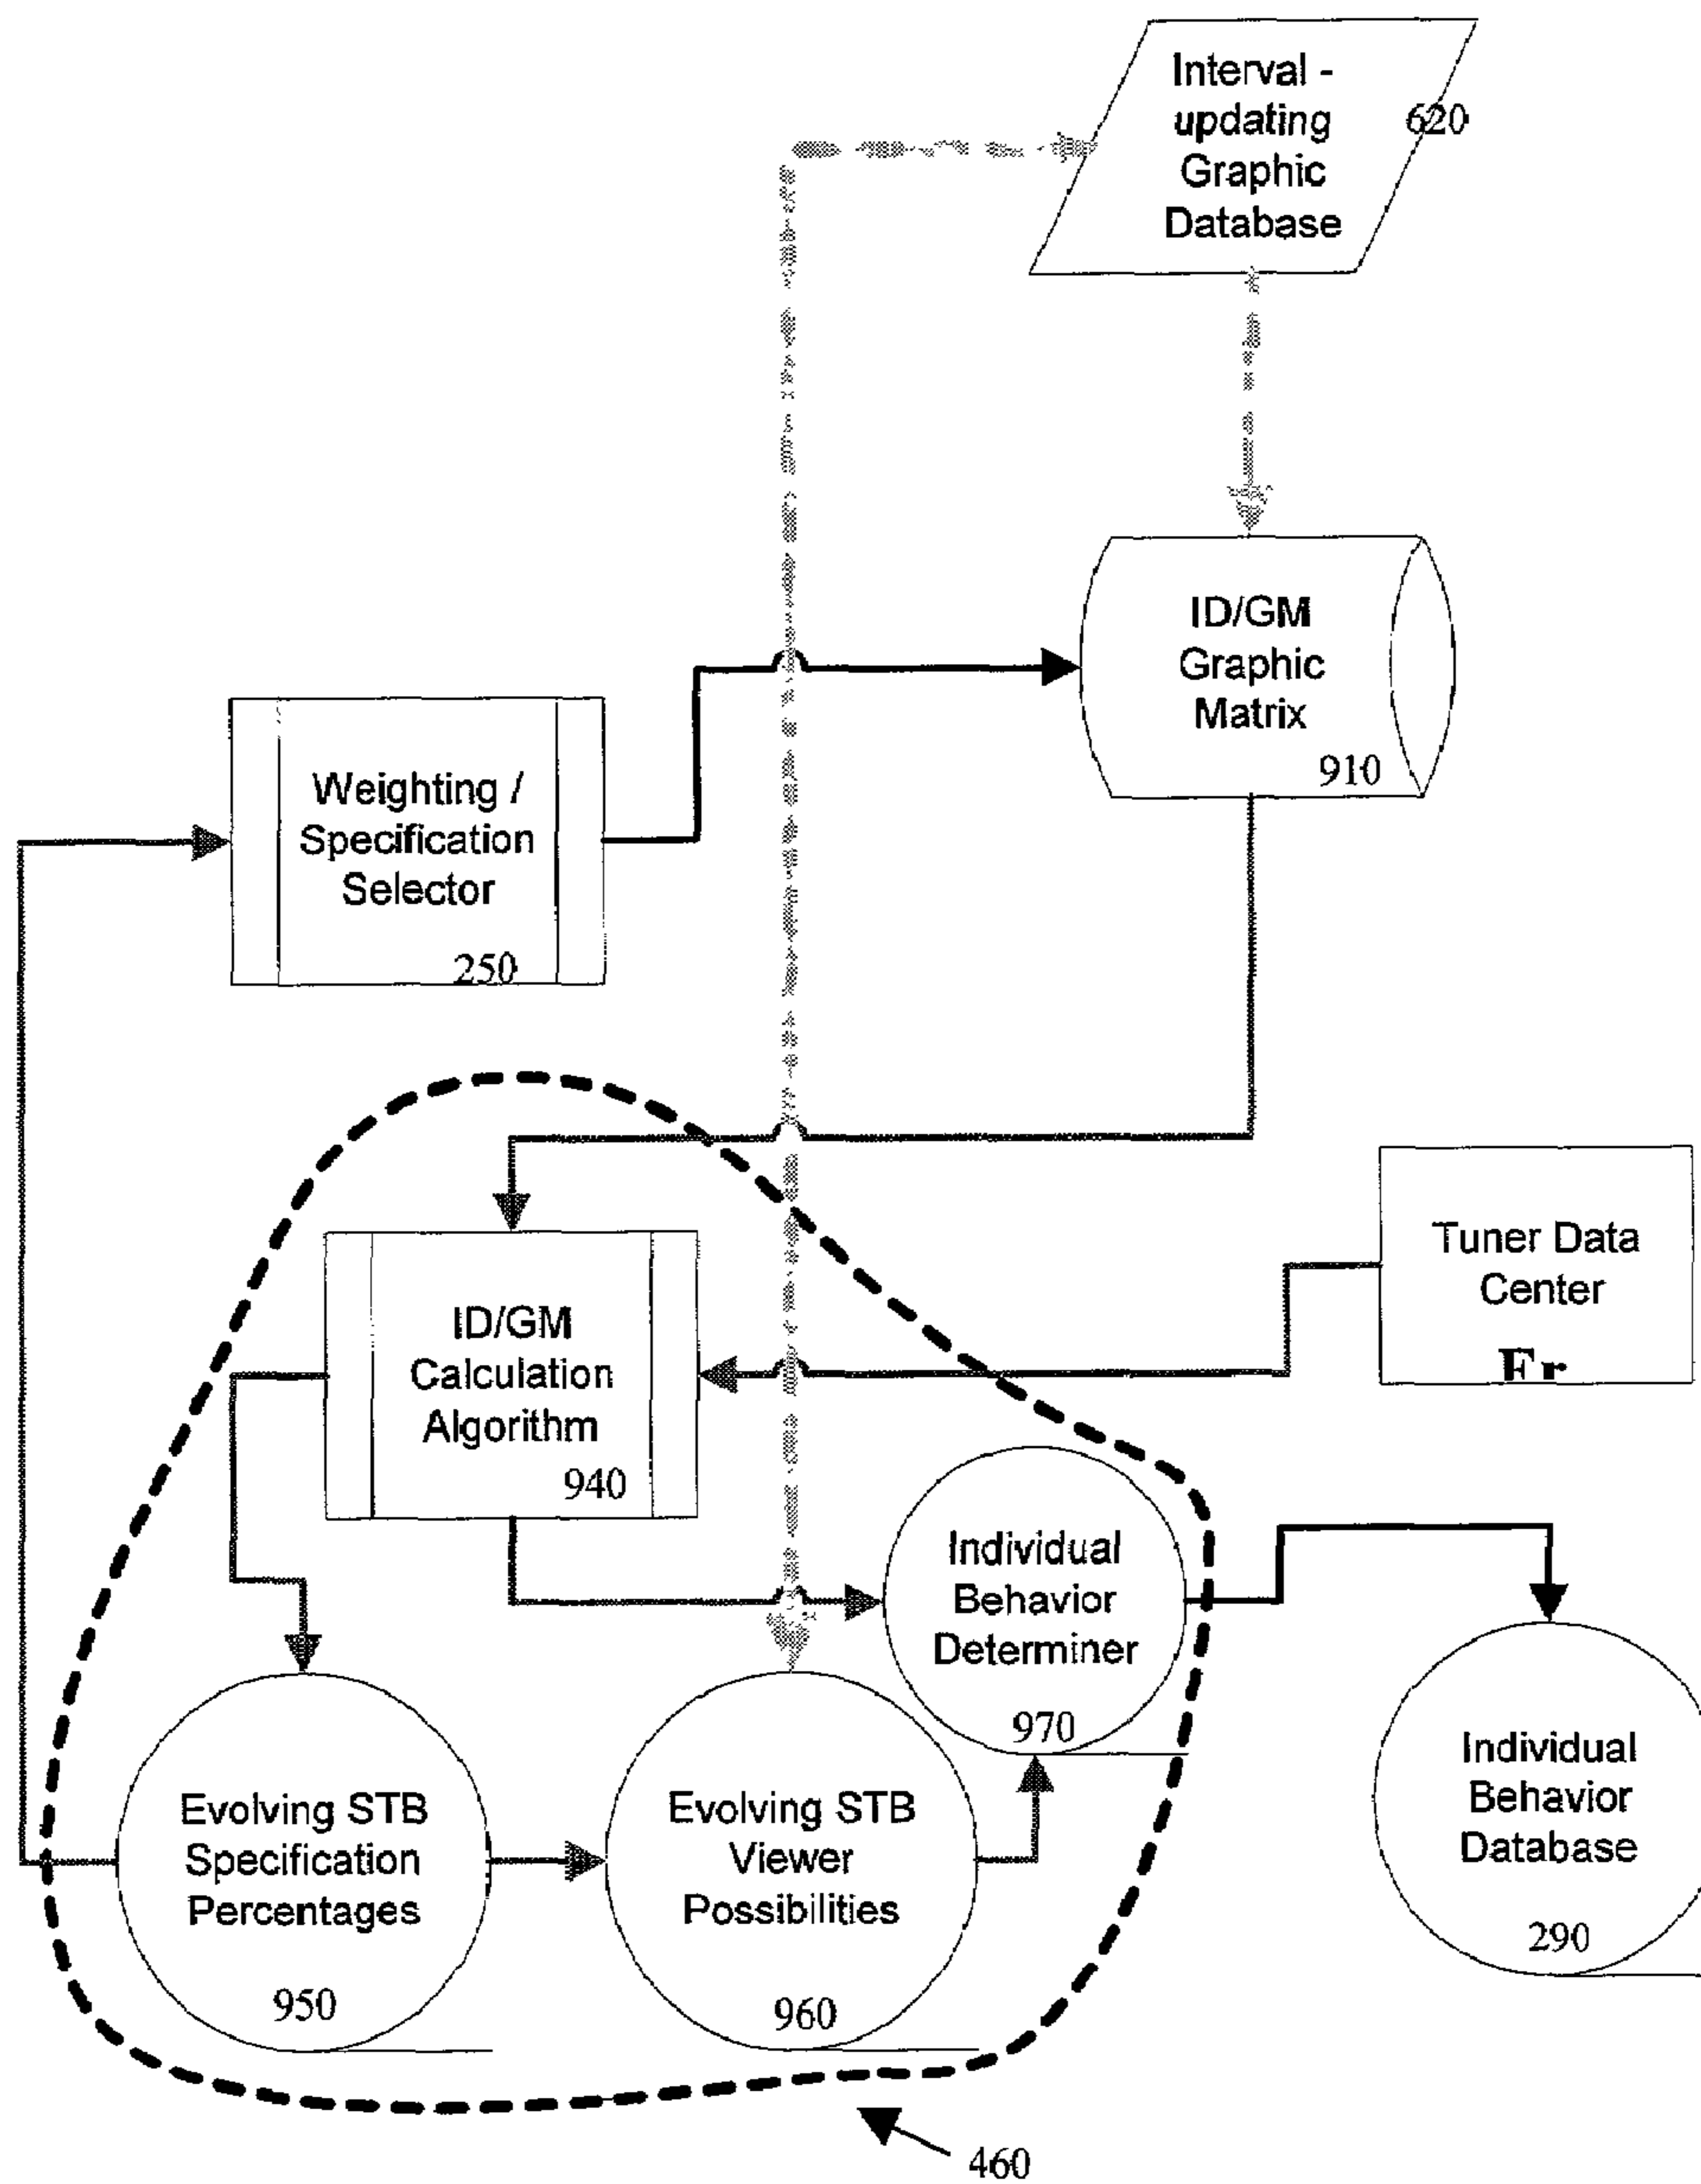 Interval -
updating
Graphic
Database
620
ID/GM
Graphic
Matrix
910
Weighting /
Specification
Selector
250
Tuner Data
Center
Fr
ID/GM
Calculation
Algorithm
940
Individual
Behavior
Determiner
970
Individual
Behavior
Database
290
Evolving STB
Specification
Percentages
950
Evolving STB
Viewer
Possibilities
960
460